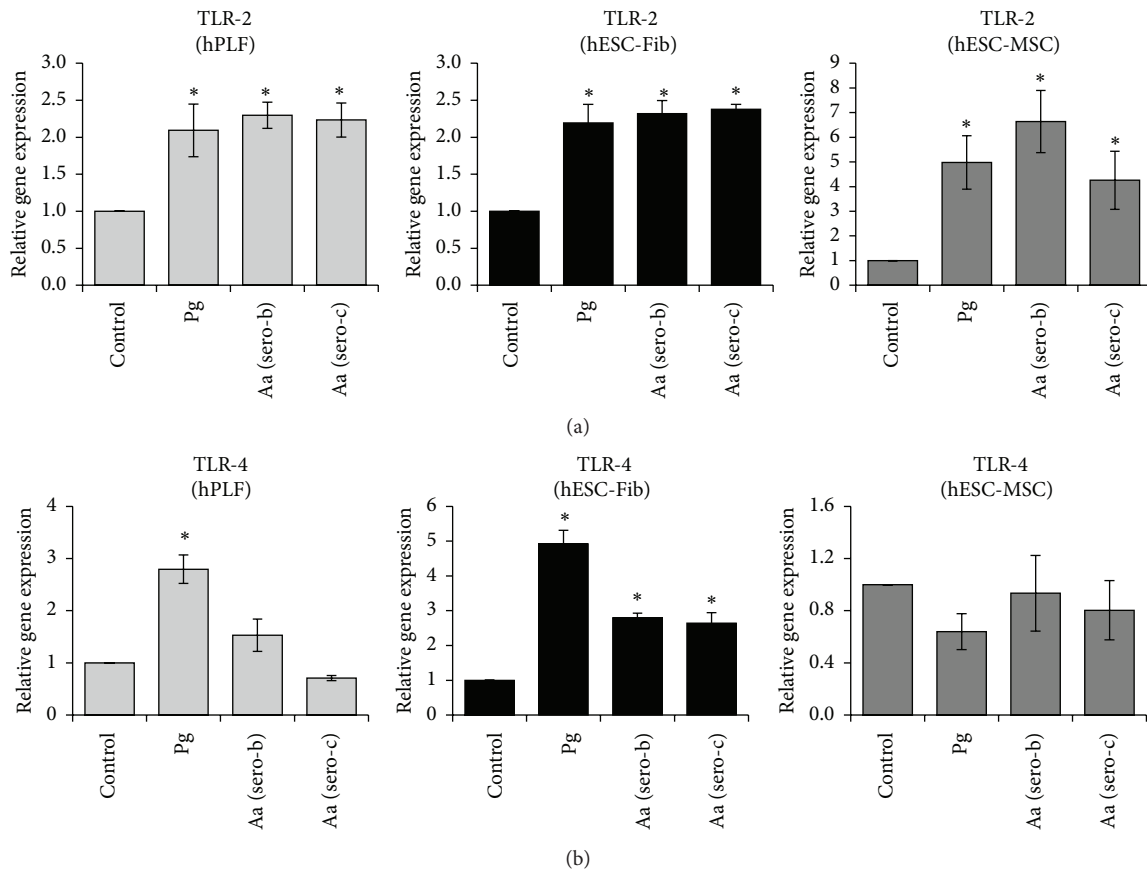 TLR-2
(hPLF)
Relative gene expression
3.0
2.5
2.0
1.5
1.0
0.5
0.0
*
*
*
Control
Pg
Aa (sero-b)
Aa (sero-c)
TLR-2
(hESC-Fib)
Relative gene expression
3.0
2.5
2.0
1.5
1.0
0.5
0.0
*
*
*
Control
Pg
Aa (sero-b)
Aa (sero-c)
TLR-2
(hESC-MSC)
Relative gene expression
9
8
7
6
5
4
3
2
1
0
*
*
*
Control
Pg
Aa (sero-b)
Aa (sero-c)
(a)
TLR-4
(hPLF)
Relative gene expression
4
3
2
1
0
*
Control
Pg
Aa (sero-b)
Aa (sero-c)
TLR-4
(hESC-Fib)
Relative gene expression
6
5
4
3
2
1
0
*
*
*
Control
Pg
Aa (sero-b)
Aa (sero-c)
TLR-4
(hESC-MSC)
Relative gene expression
1.6
1.2
0.8
0.4
0.0
Control
Pg
Aa (sero-b)
Aa (sero-c)
(b)